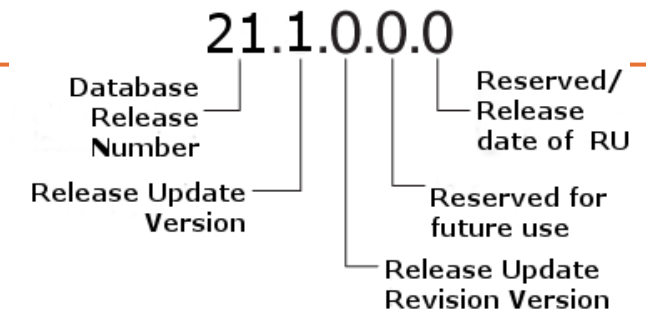 21.1.0.0.0
Database
Release
Number
Release Update
Version
Reserved/
Release
date of RU
Reserved for
future use
Release Update
Revision Version